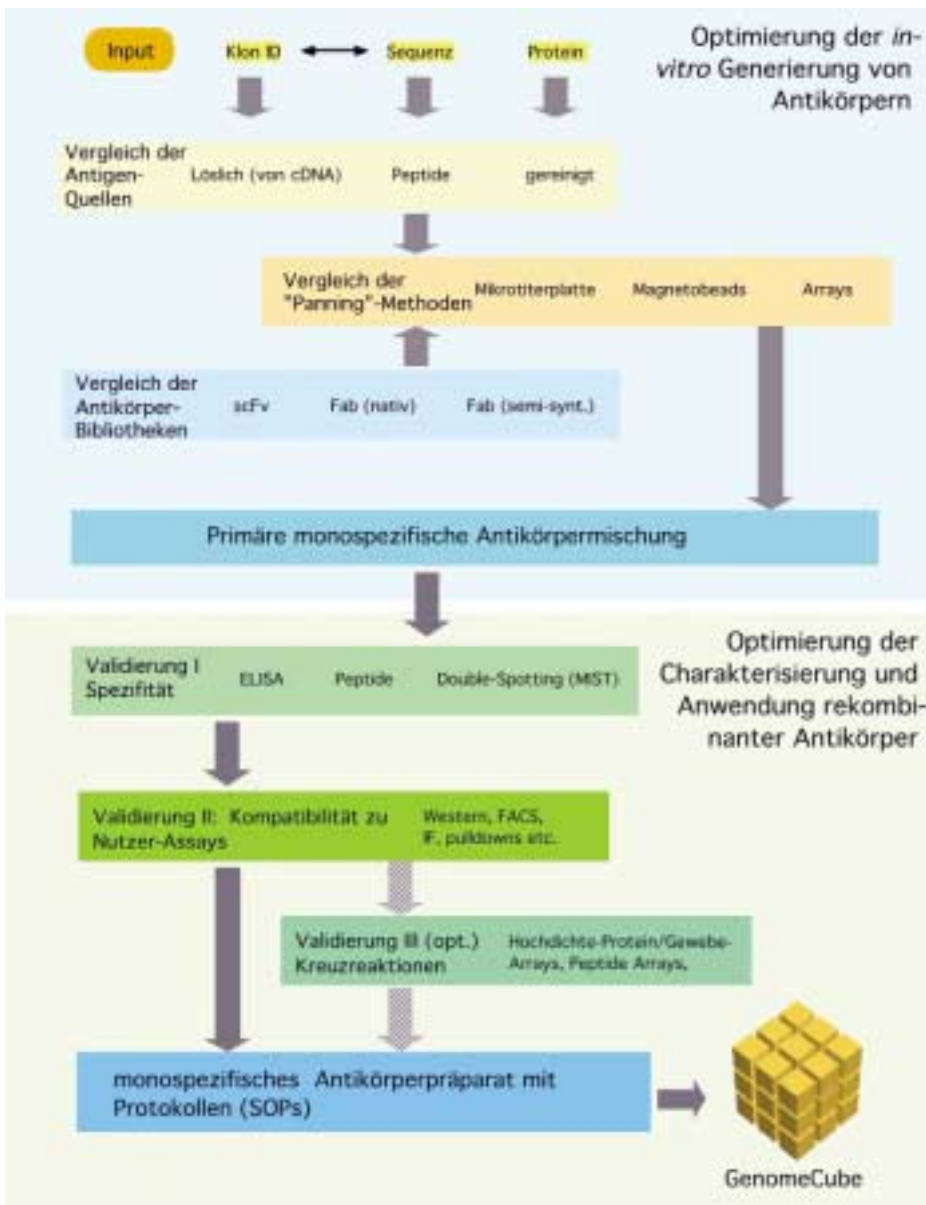 Input
Klon ID
Sequenz
Protein
Optimierung der in-
vitro Generierung von
Antikörpern
Vergleich der
Antigen-
Quellen
Löslich (von cDNA)
Peptide
gereinigt
Vergleich der
"Panning"-Methoden
Mikrotiterplatte
Magnetobeads
Arrays
Vergleich der
Antikörper-
Bibliotheken
scFv
Fab (nativ)
Fab (semi-synt.)
Primäre monospezifische Antikörpermischung
Optimierung der
Charakterisierung und
Anwendung rekombi-
nanter Antikörper
Validierung I
Spezifität
ELISA
Peptide
Double-Spotting (MIST)
Validierung II: Kompatibilität zu
Nutzer-Assays
Western, FACS,
IF, pulldowns etc.
Validierung III (opt.)
Kreuzreaktionen
Hochdichte-Protein/Gewebe-
Arrays, Peptide Arrays,
monospezifisches Antikörperpräparat mit
Protokollen (SOPs)
GenomeCube